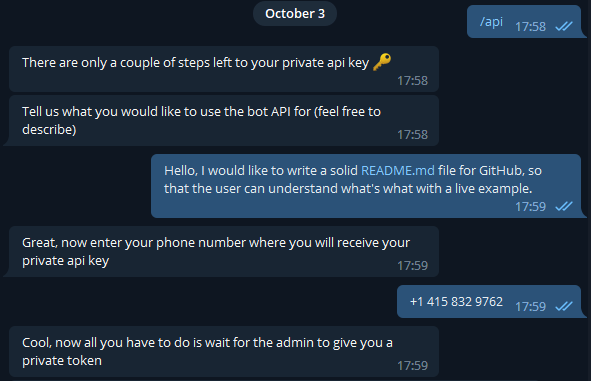 October 3
/api 17:58
There are only a couple of steps left to your private api key 🔑
17:58
Tell us what you would like to use the bot API for (feel free to
describe) 17:58
Hello, I would like to write a solid README.md file for GitHub, so
that the user can understand what's what with a live example.
17:59
Great, now enter your phone number where you will receive your
private api key 17:59
+1 415 832 9762 17:59
Cool, now all you have to do is wait for the admin to give you a
private token 17:59